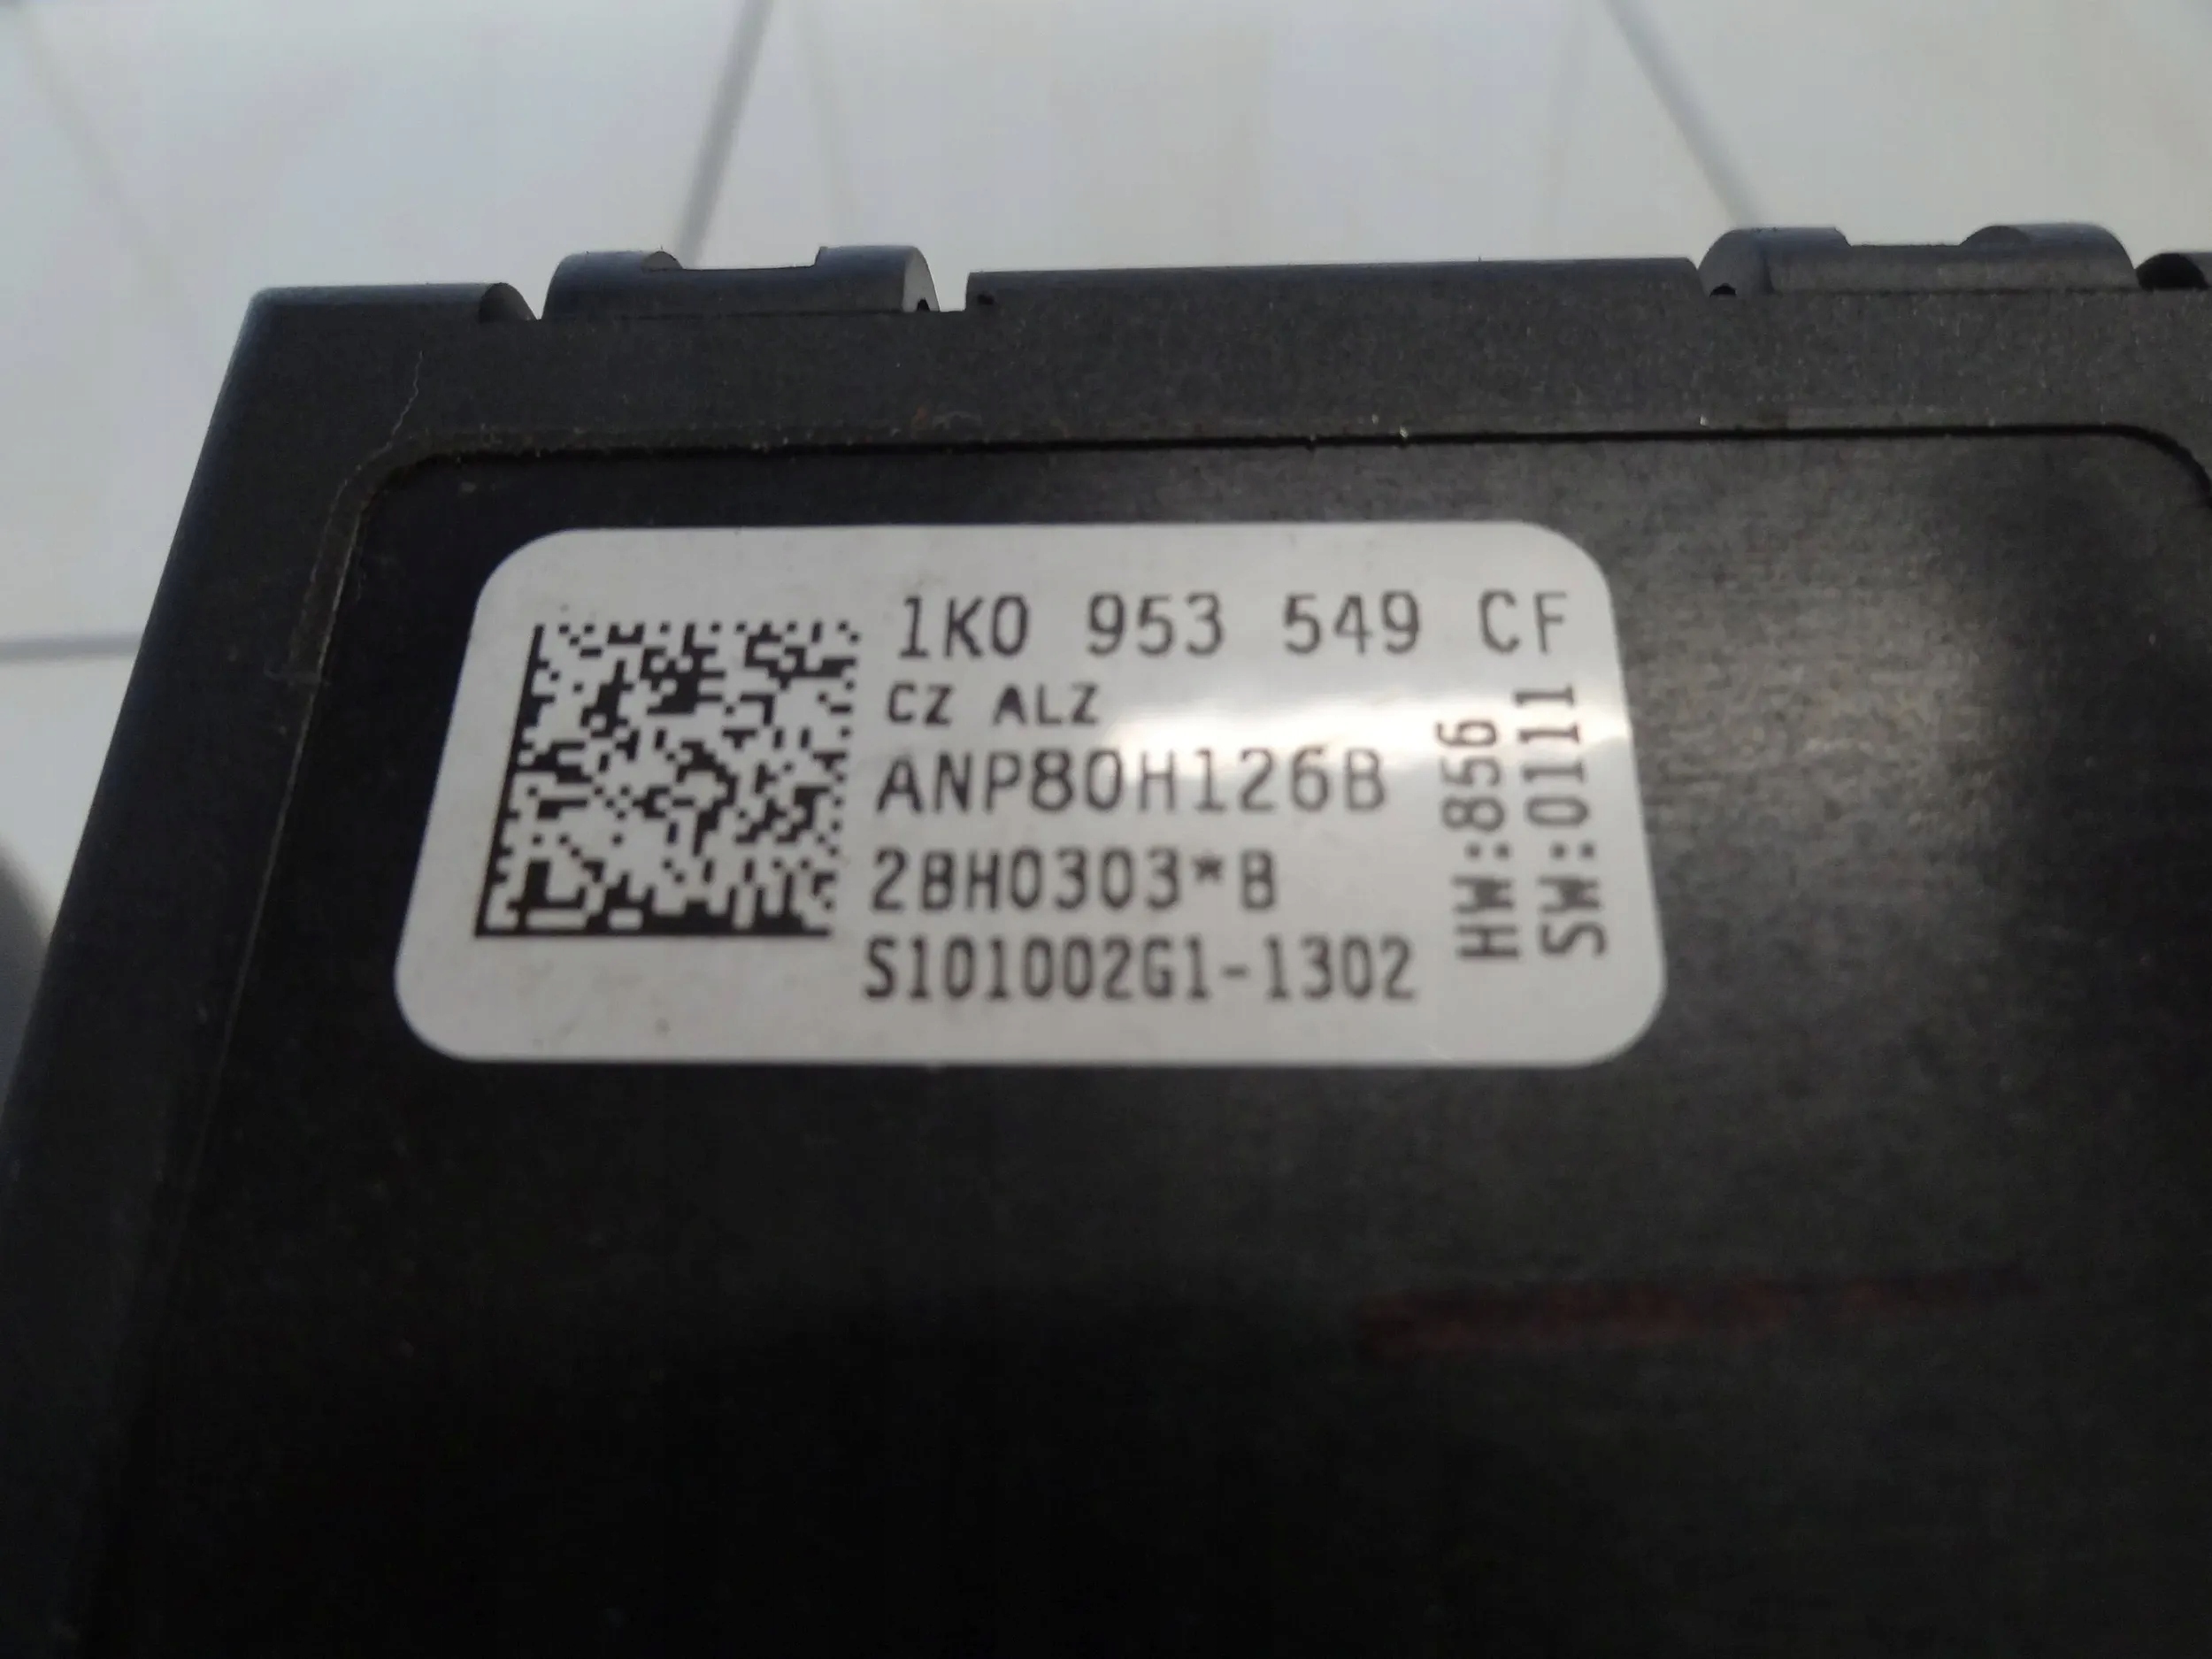 1K0 953 549 CF
CZ ALZ
ANP80H126B
2BH0303*B
S101002G1-1302
HW:856
SW:0111